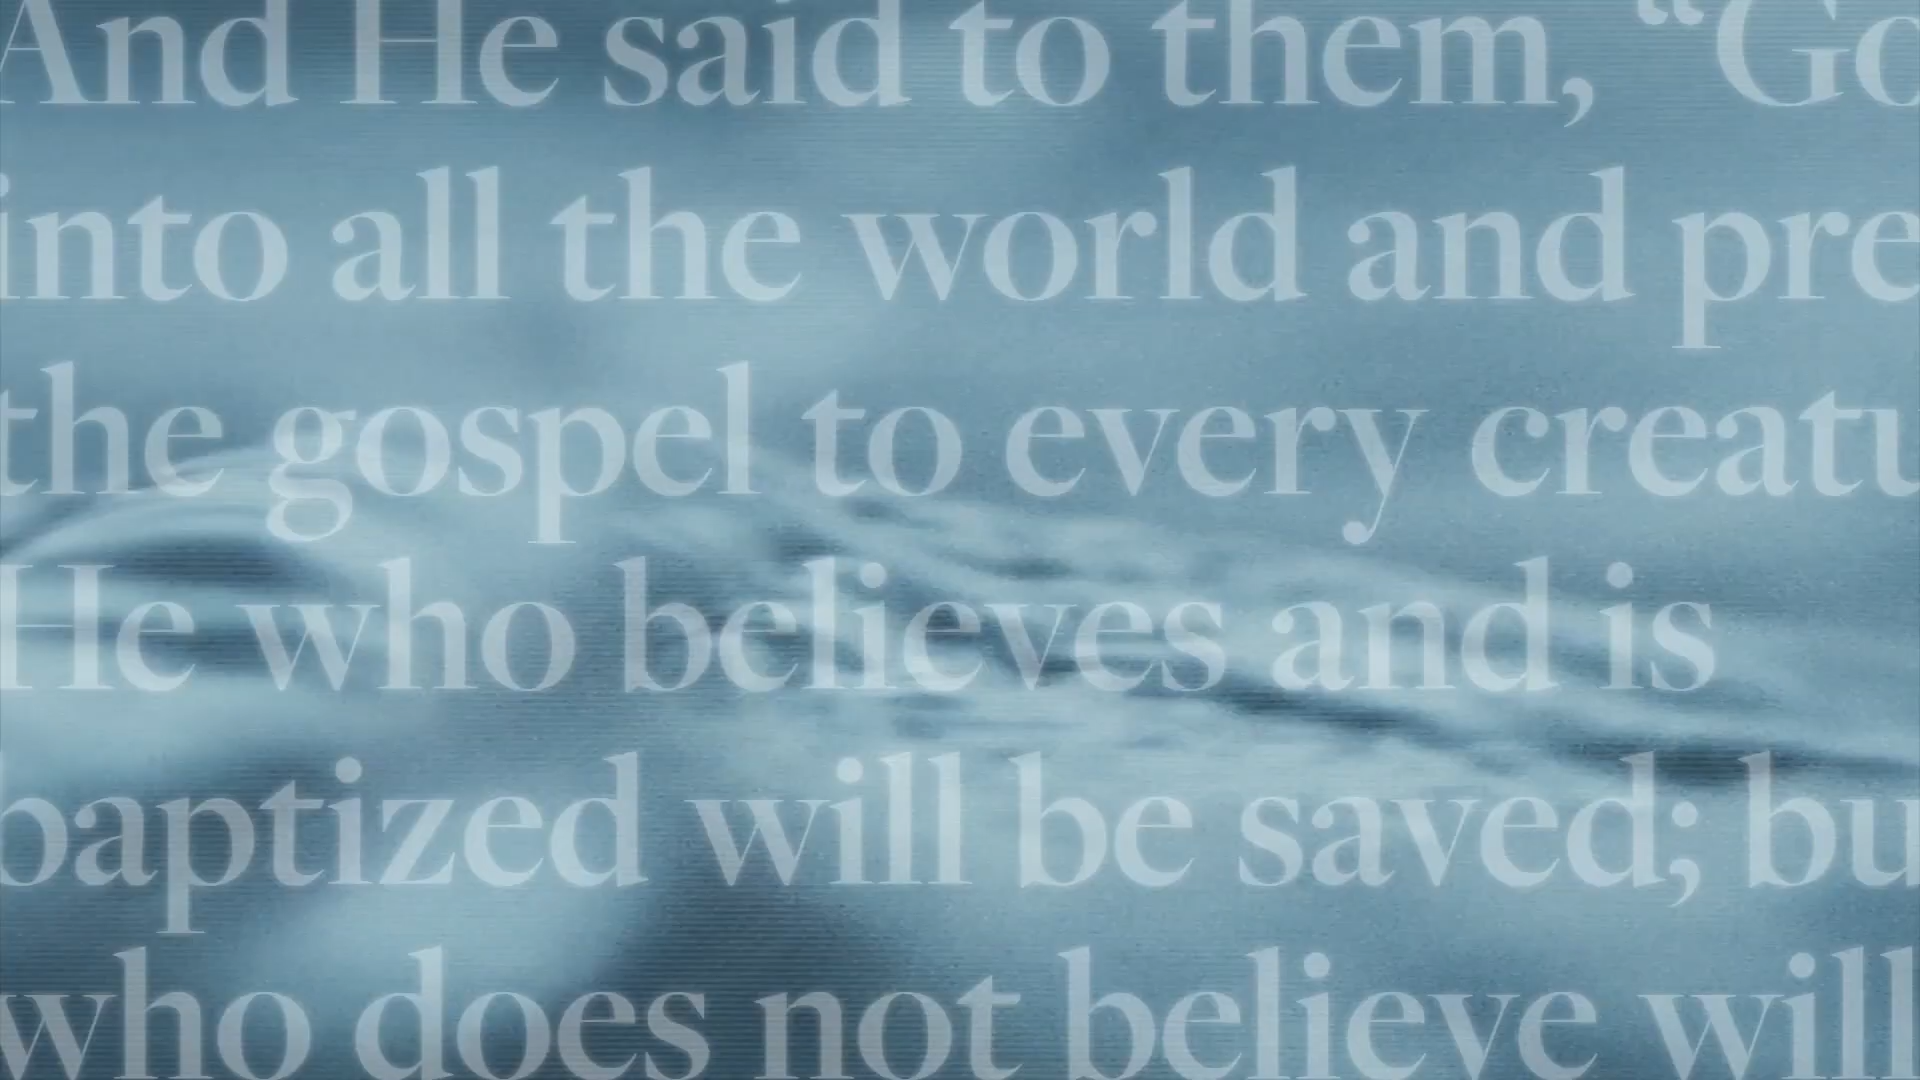 And He said to them, “Go
into all the world and pre
the gospel to every creatu
He who believes and is
baptized will be saved; bu
who does not believe will